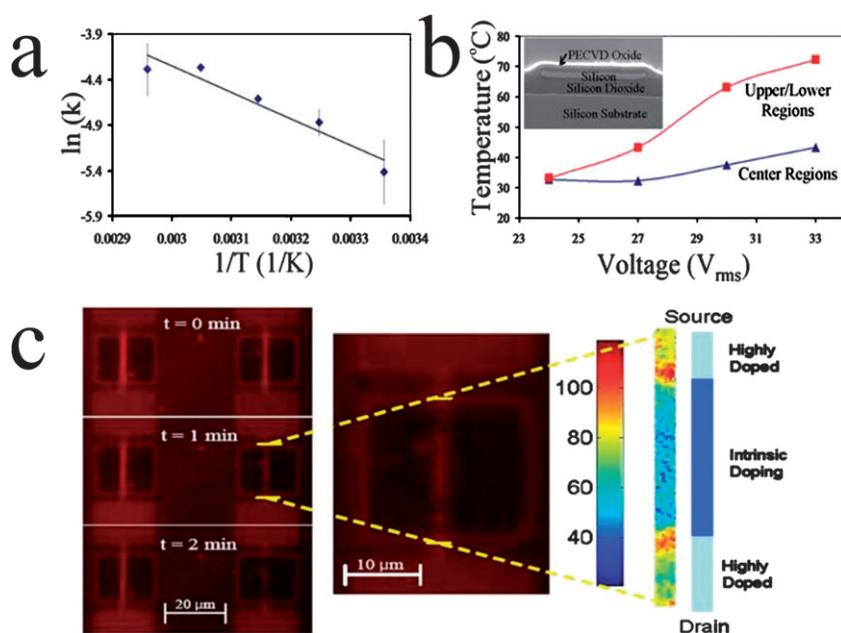 a
-3.9
-4.4
-4.9
-5.4
-5.9
ln (k)
0.0029 0.003 0.0031 0.0032 0.0033 0.0034
1/T (1/K)
b
80
70
60
50
40
30
20
Temperature (°C)
PECVD Oxide
Silicon
Silicon Dioxide
Silicon Substrate
Upper/Lower
Regions
Center Regions
23 25 27 29 31 33
Voltage (Vrms)
c
t = 0 min
t = 1 min
t = 2 min
20 µm
10 µm
100
80
60
40
Source
Highly
Doped
Intrinsic
Doping
Highly
Doped
Drain